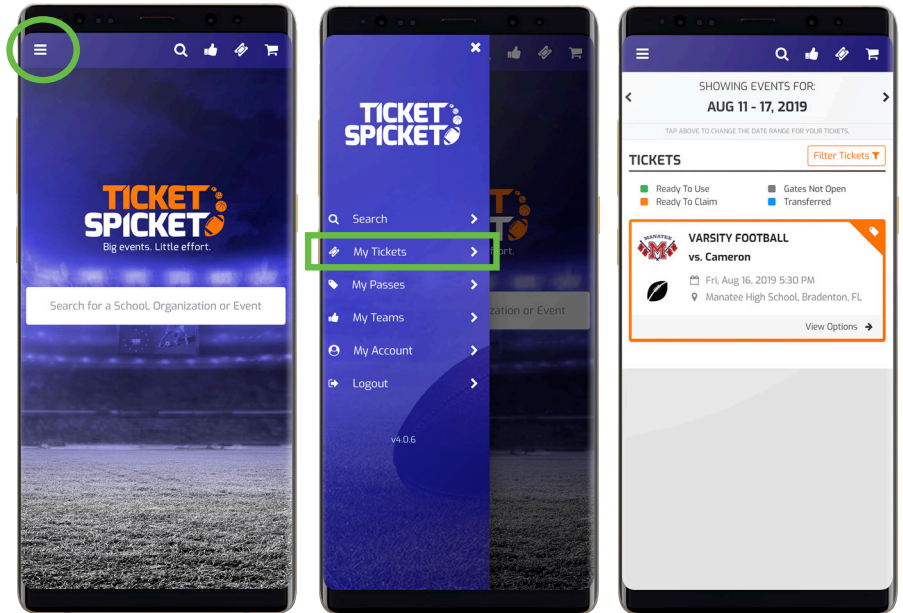 TICKET
SPICKET
Big events. Little effort.
Search for a School, Organization or Event
TICKET
SPICKET
Search
My Tickets
My Passes
My Teams
My Account
Logout
v4.0.6
ort.
zation or Event
SHOWING EVENTS FOR:
AUG 11 - 17, 2019
TAP ABOVE TO CHANGE THE DATE RANGE FOR YOUR TICKETS.
TICKETS
Filter Tickets
Ready To Use
Gates Not Open
Ready To Claim
Transferred
MANATEE
M
VARSITY FOOTBALL
vs. Cameron
Fri, Aug 16, 2019 5:30 PM
Manatee High School, Bradenton, FL
View Options